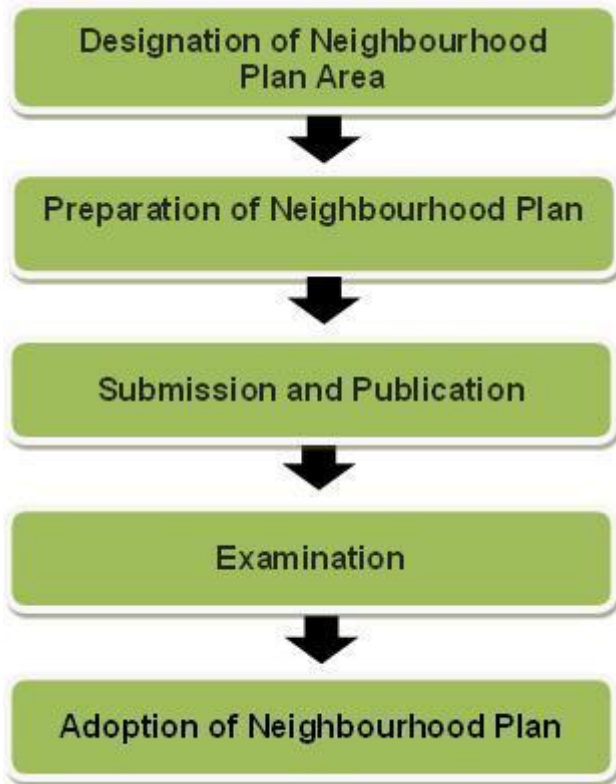 Designation of Neighbourhood
Plan Area
Preparation of Neighbourhood Plan
Submission and Publication
Examination
Adoption of Neighbourhood Plan